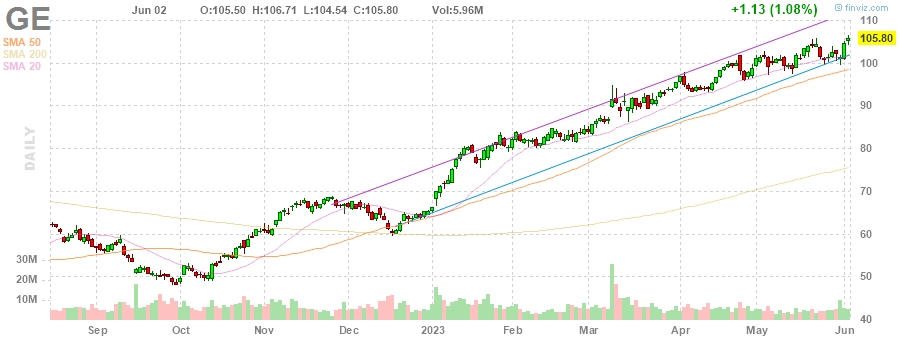 GE Jun 02 O:105.50 H:106.71 L:104.54 C:105.80 Vol:5.96M +1.13 (1.08%) © finviz.com
SMA 50
SMA 200
SMA 20
DAILY
110
105.80
100
90
80
70
60
50
40
30M
20M
10M
Sep Oct Nov Dec 2023 Feb Mar Apr May Jun